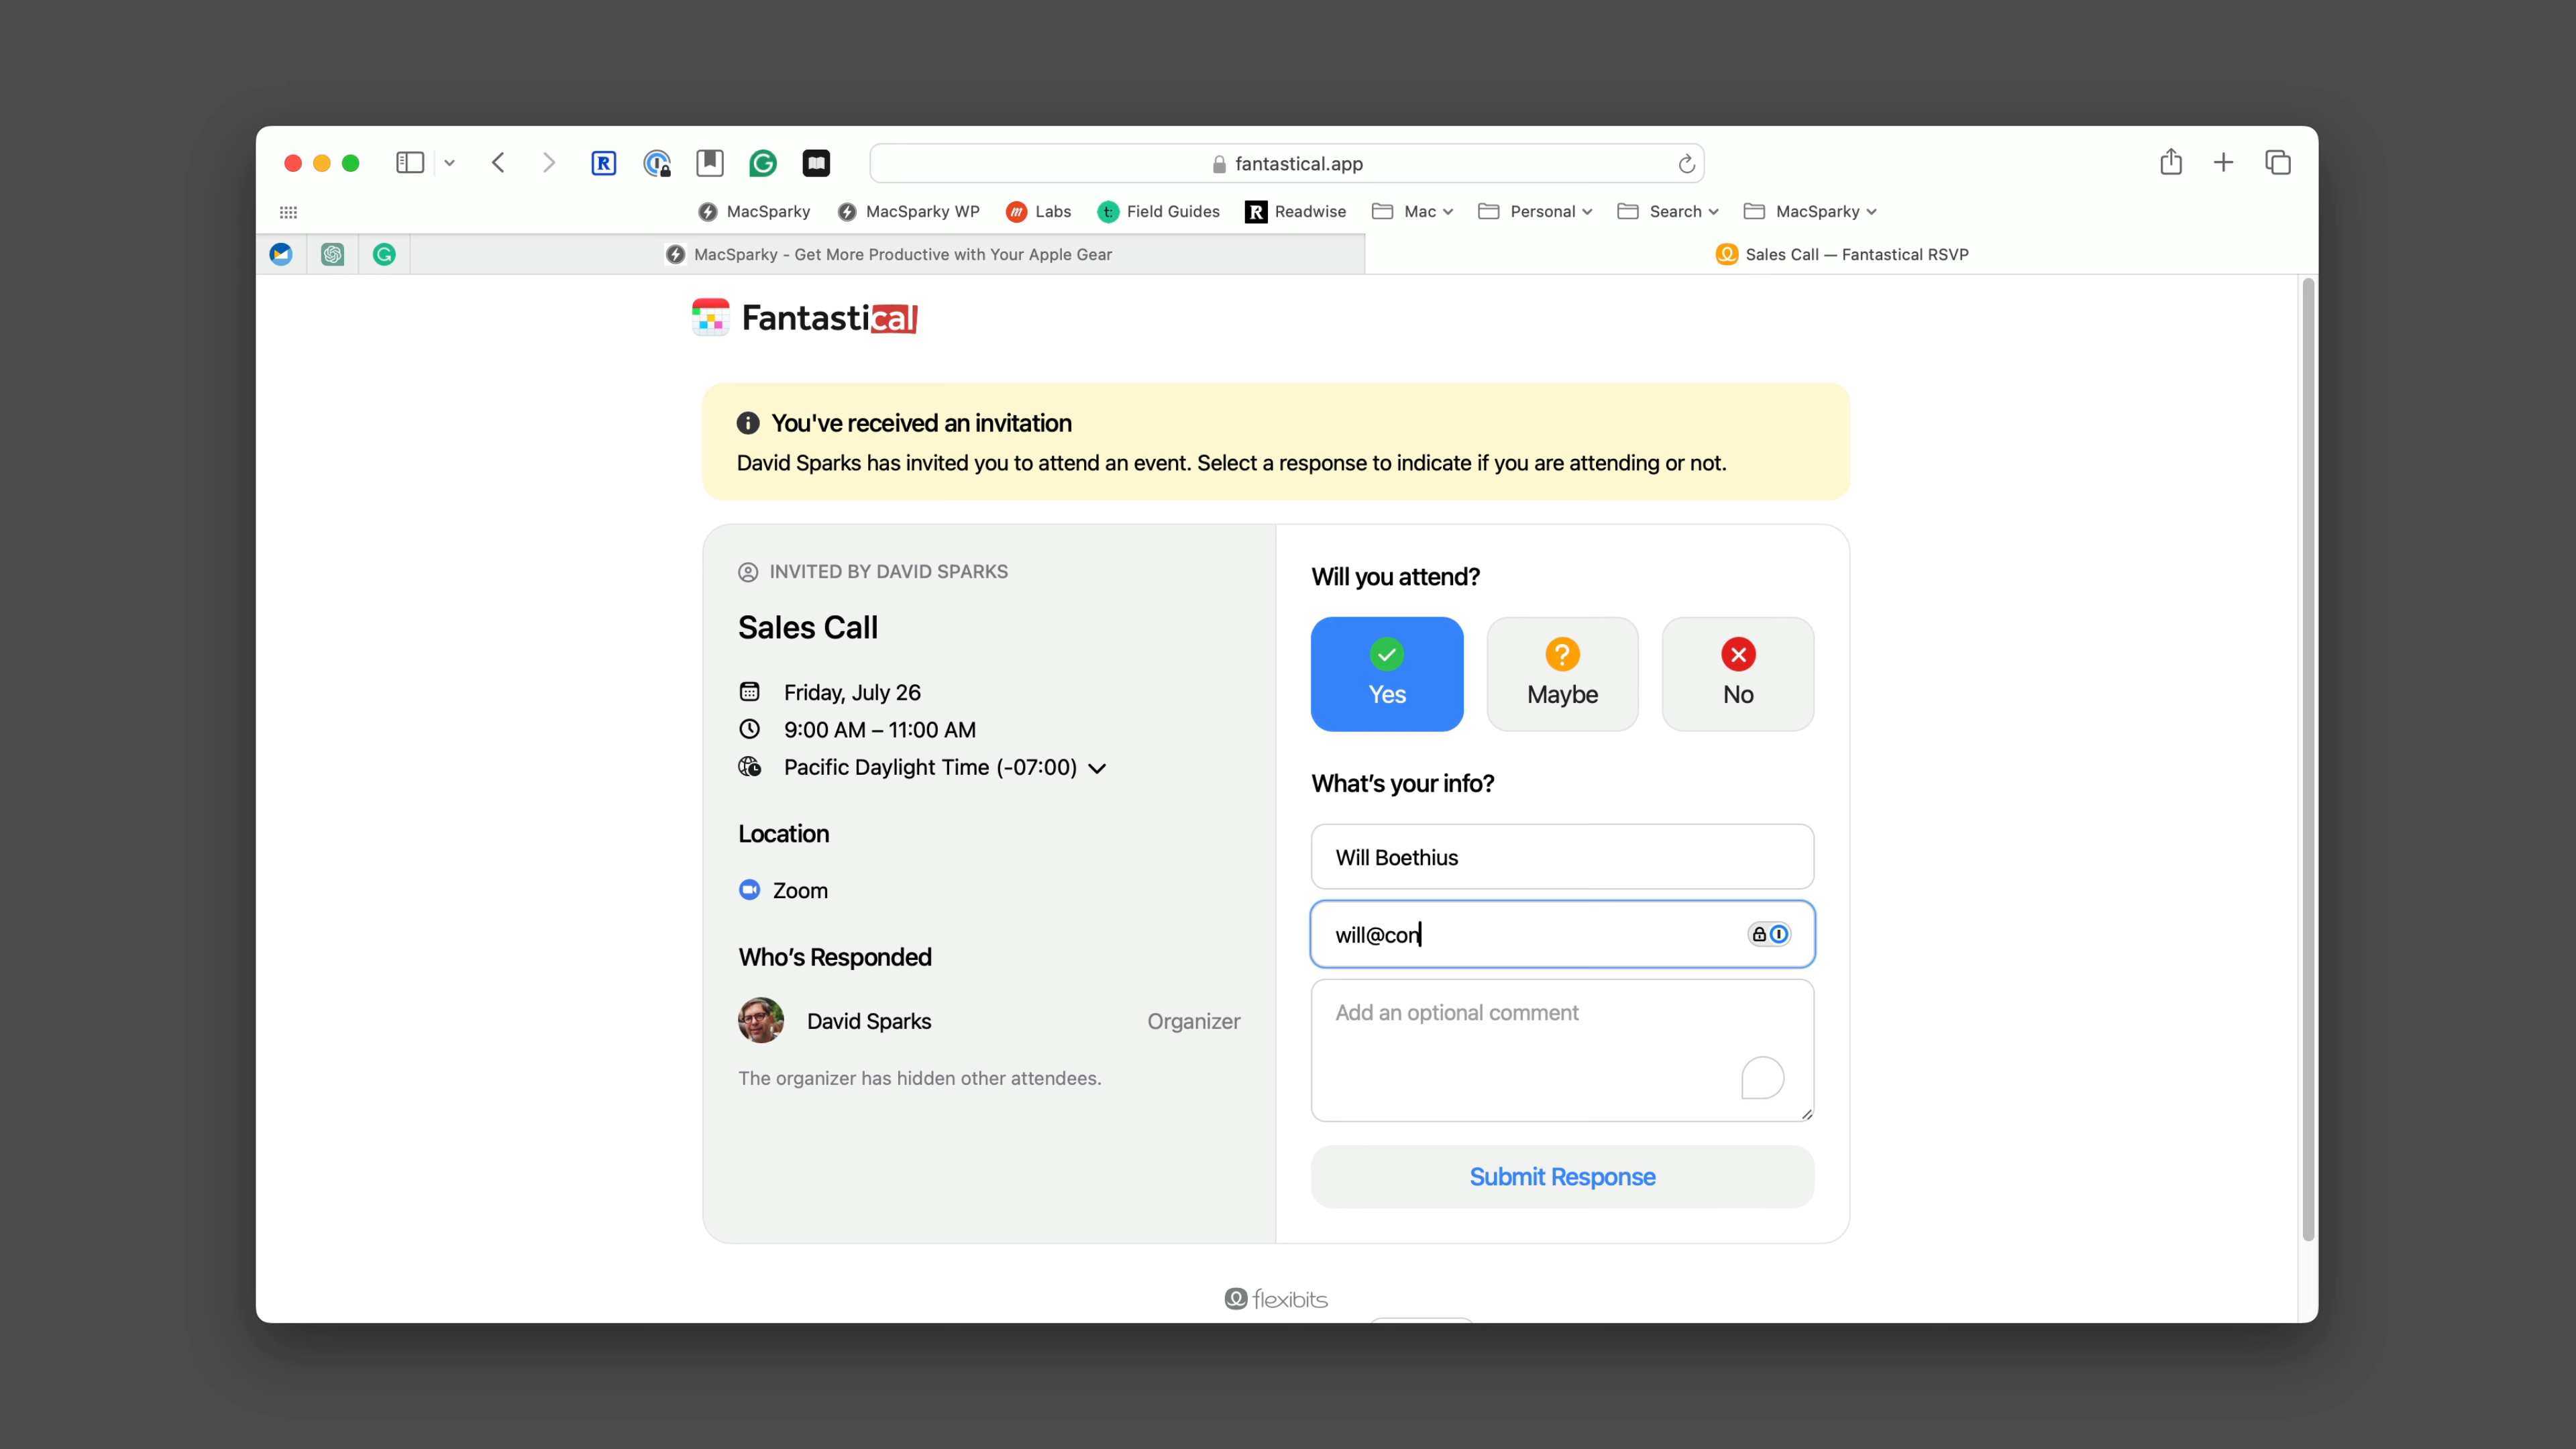 fantastical.app
MacSparky
MacSparky WP
Labs
Field Guides
Readwise
Mac
Personal
Search
MacSparky
MacSparky - Get More Productive with Your Apple Gear
Sales Call — Fantastical RSVP
Fantastical
You've received an invitation
David Sparks has invited you to attend an event. Select a response to indicate if you are attending or not.
INVITED BY DAVID SPARKS
Sales Call
Friday, July 26
9:00 AM – 11:00 AM
Pacific Daylight Time (-07:00)
Location
Zoom
Who’s Responded
David Sparks
Organizer
The organizer has hidden other attendees.
Will you attend?
Yes
Maybe
No
What’s your info?
Will Boethius
will@con
Add an optional comment
Submit Response
flexibits